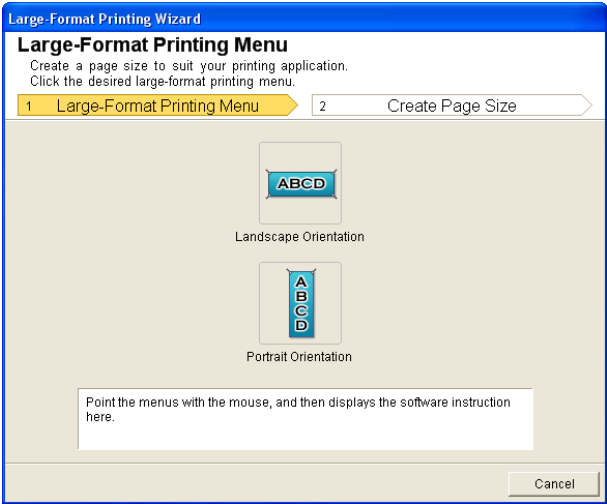 Large-Format Printing Wizard
Large-Format Printing Menu
Create a page size to suit your printing application.
Click the desired large-format printing menu.
1 Large-Format Printing Menu
2 Create Page Size
ABCD
Landscape Orientation
A
B
C
D
Portrait Orientation
Point the menus with the mouse, and then displays the software instruction
here.
Cancel